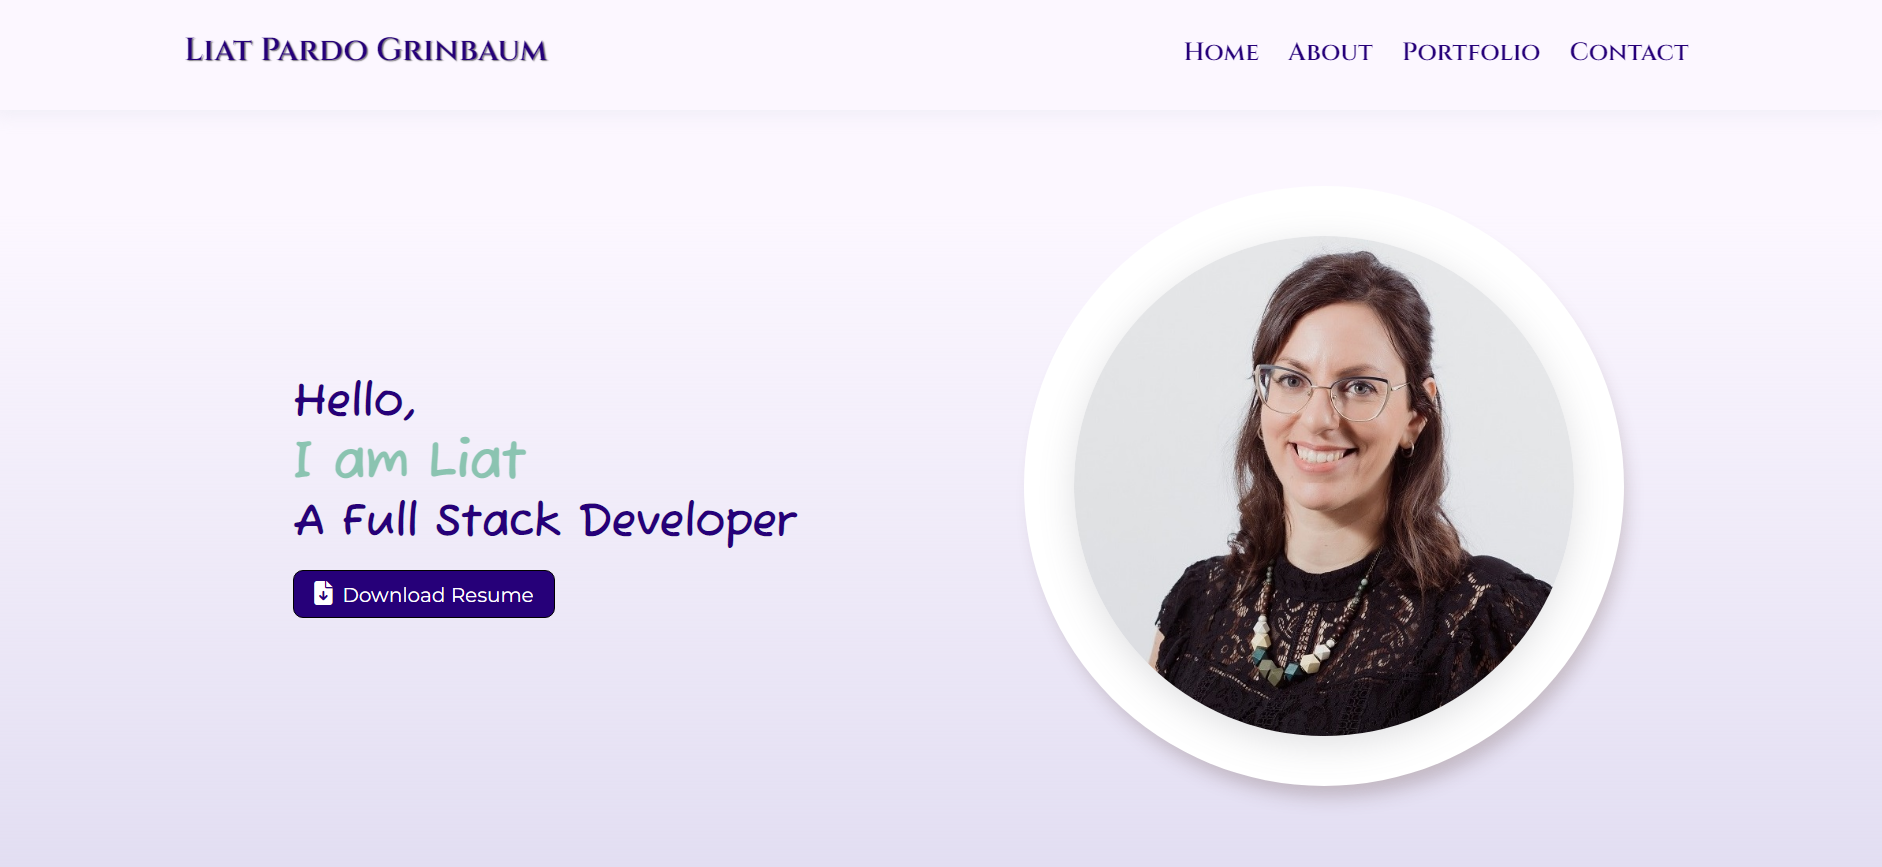 Liat Pardo Grinbaum
Home About Portfolio Contact
Hello,
I am Liat
A Full Stack Developer
Download Resume